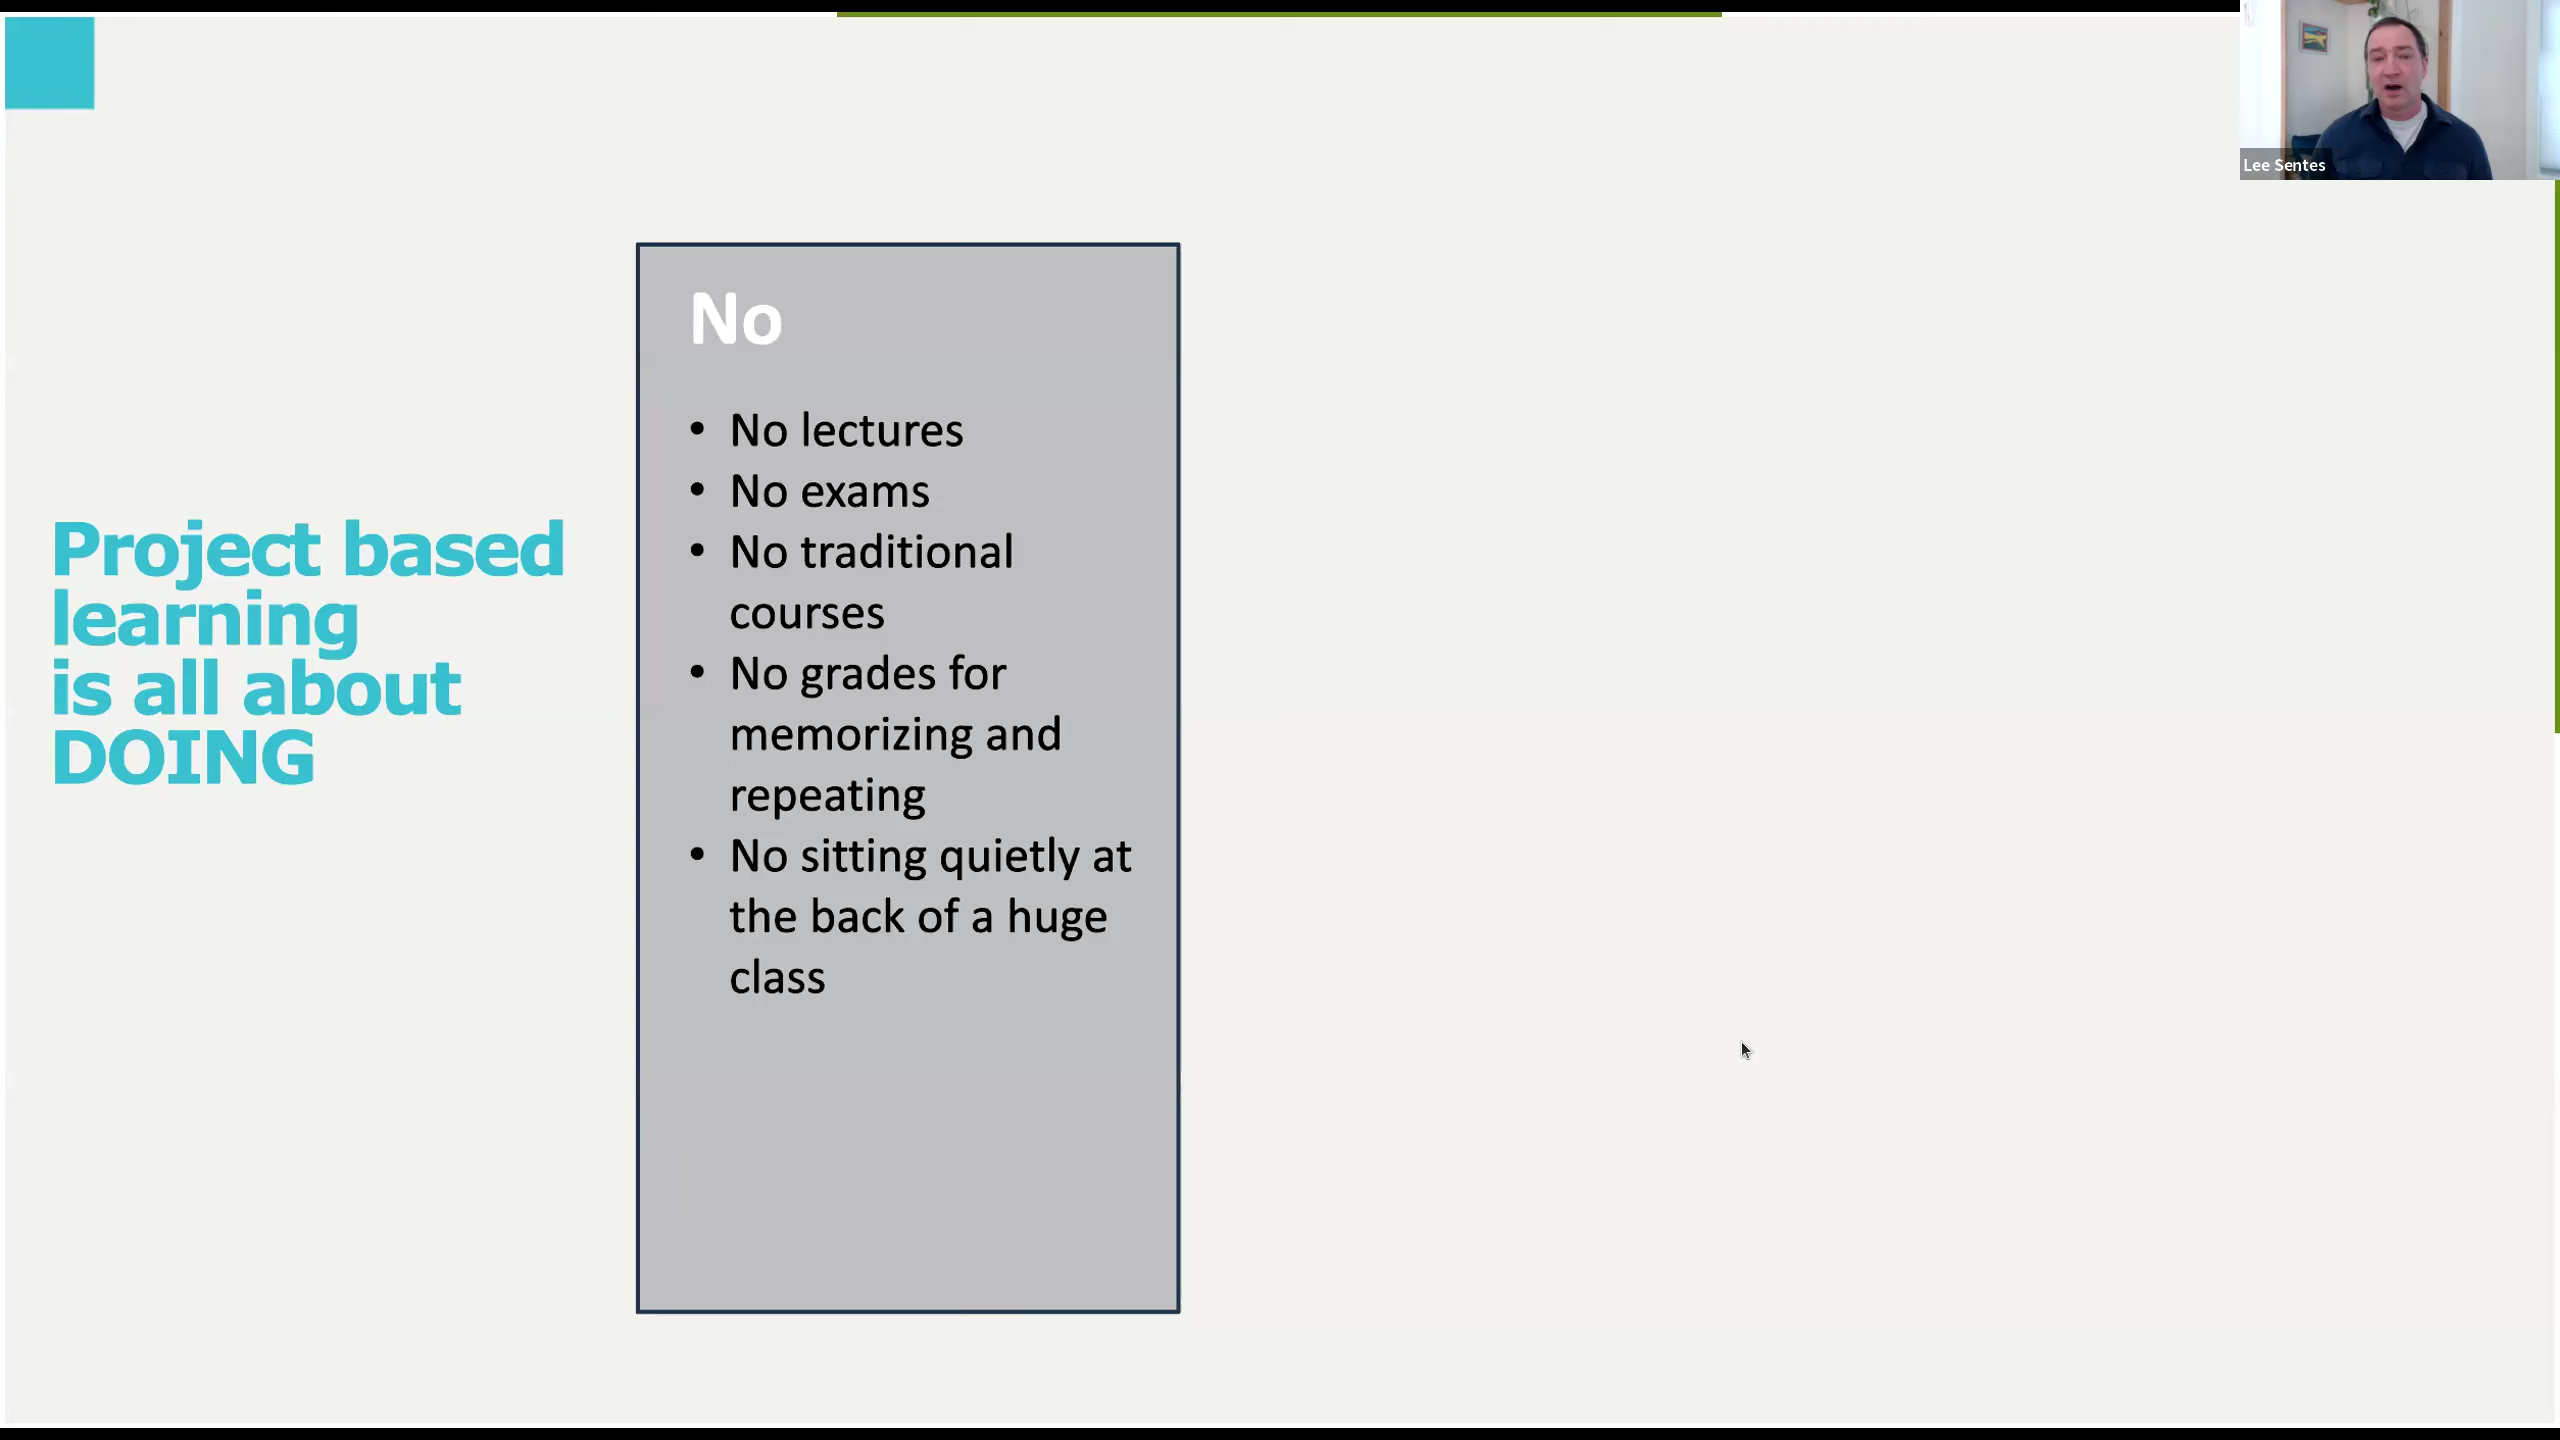 Lee Sentes
Project based
learning
is all about
DOING
No
• No lectures
• No exams
• No traditional
courses
• No grades for
memorizing and
repeating
• No sitting quietly at
the back of a huge
class